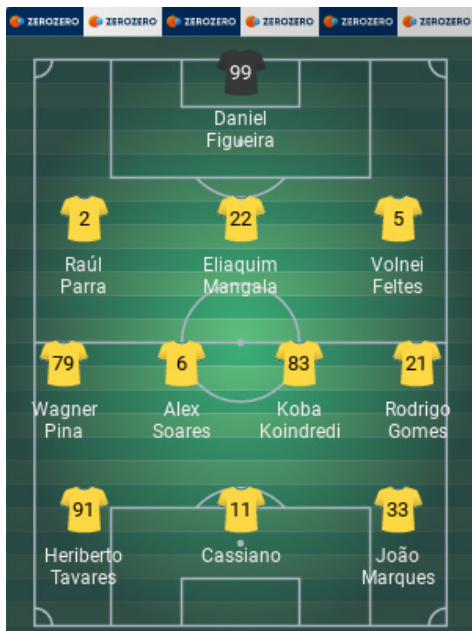 ZEROZERO ZEROZERO ZEROZERO ZEROZERO ZEROZERO ZEROZERO
99
Daniel
Figueira
2 22 5
Raúl Eliaquim Volnei
Parra Mangala Feltes
79 6 83 21
Wagner Alex Koba Rodrigo
Pina Soares Koindredi Gomes
91 11 33
Heriberto Cassiano João
Tavares Marques